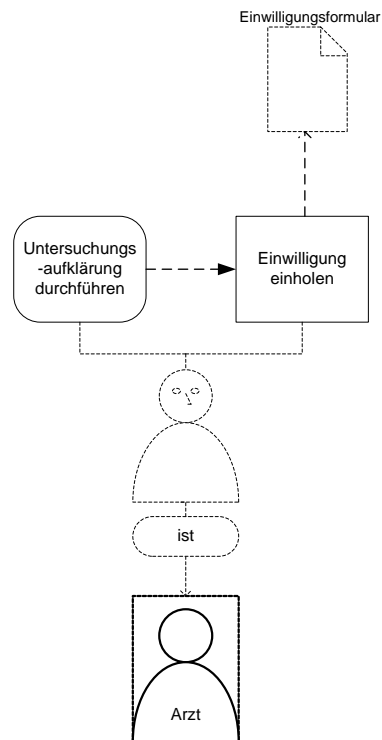 Einwilligungsformular
Untersuchungs
-aufklärung
durchführen
Einwilligung
einholen
ist
Arzt